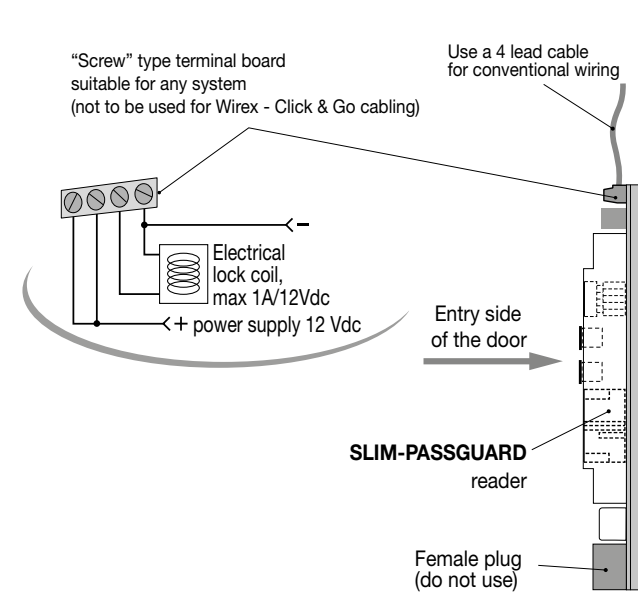 “Screw” type terminal board
suitable for any system
(not to be used for Wirex - Click & Go cabling)
Use a 4 lead cable
for conventional wiring
–
Electrical
lock coil,
max 1A/12Vdc
+ power supply 12 Vdc
Entry side
of the door
SLIM-PASSGUARD
reader
Female plug
(do not use)